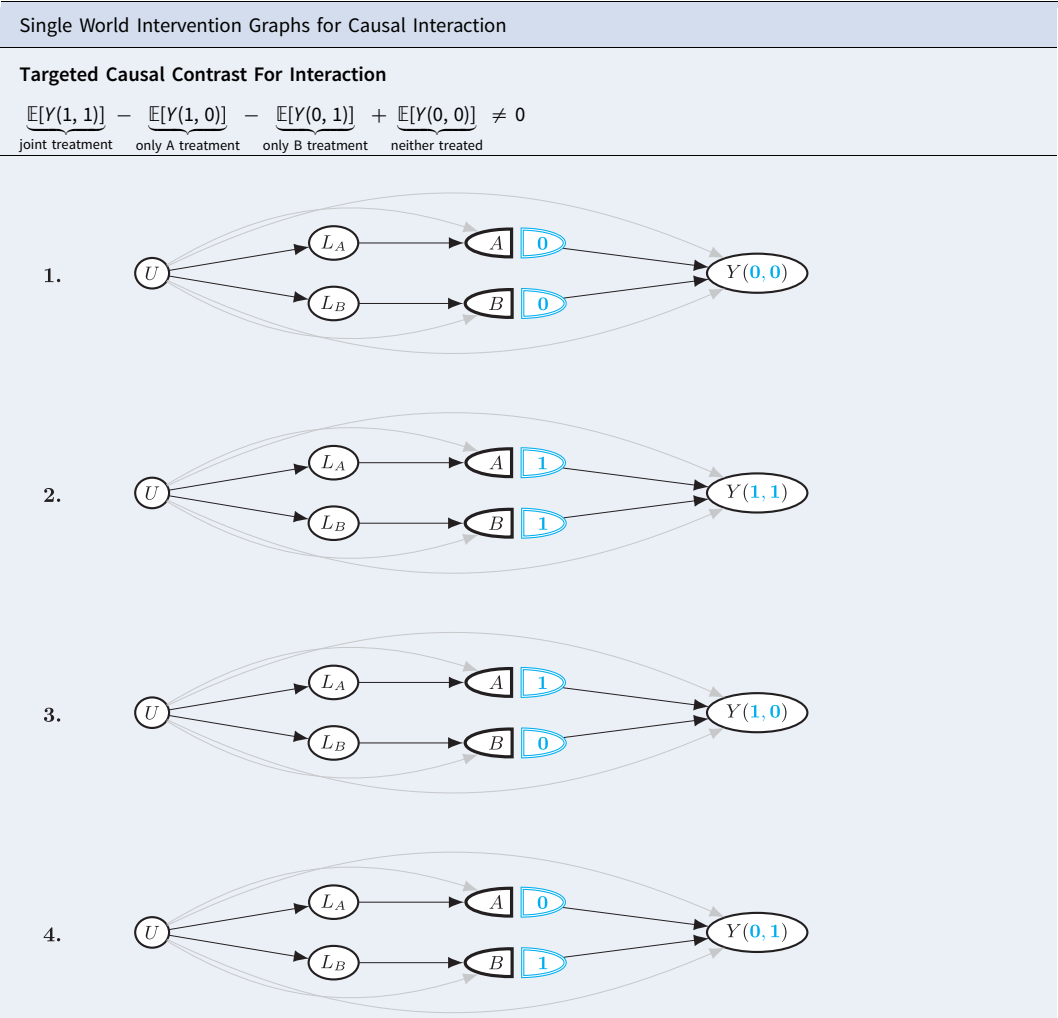 Single World Intervention Graphs for Causal Interaction
Targeted Causal Contrast For Interaction
𝔼[Y(1, 1)] − 𝔼[Y(1, 0)] − 𝔼[Y(0, 1)] + 𝔼[Y(0, 0)] ≠ 0
joint treatment only A treatment only B treatment neither treated
L_A A 0
1. U Y(0, 0)
L_B B 0
L_A A 1
2. U Y(1, 1)
L_B B 1
L_A A 1
3. U Y(1, 0)
L_B B 0
L_A A 0
4. U Y(0, 1)
L_B B 1